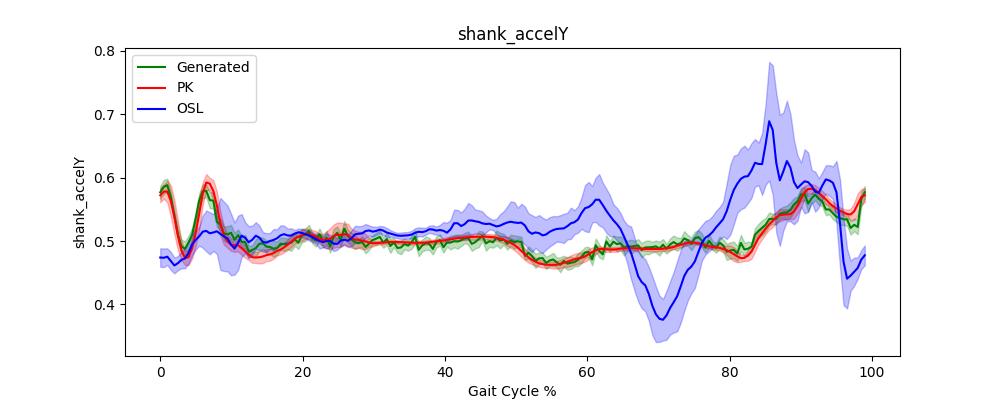 shank_accelY
0.8
0.7
0.6
0.5
0.4
shank_accelY
Generated
PK
OSL
0 20 40 60 80 100
Gait Cycle %